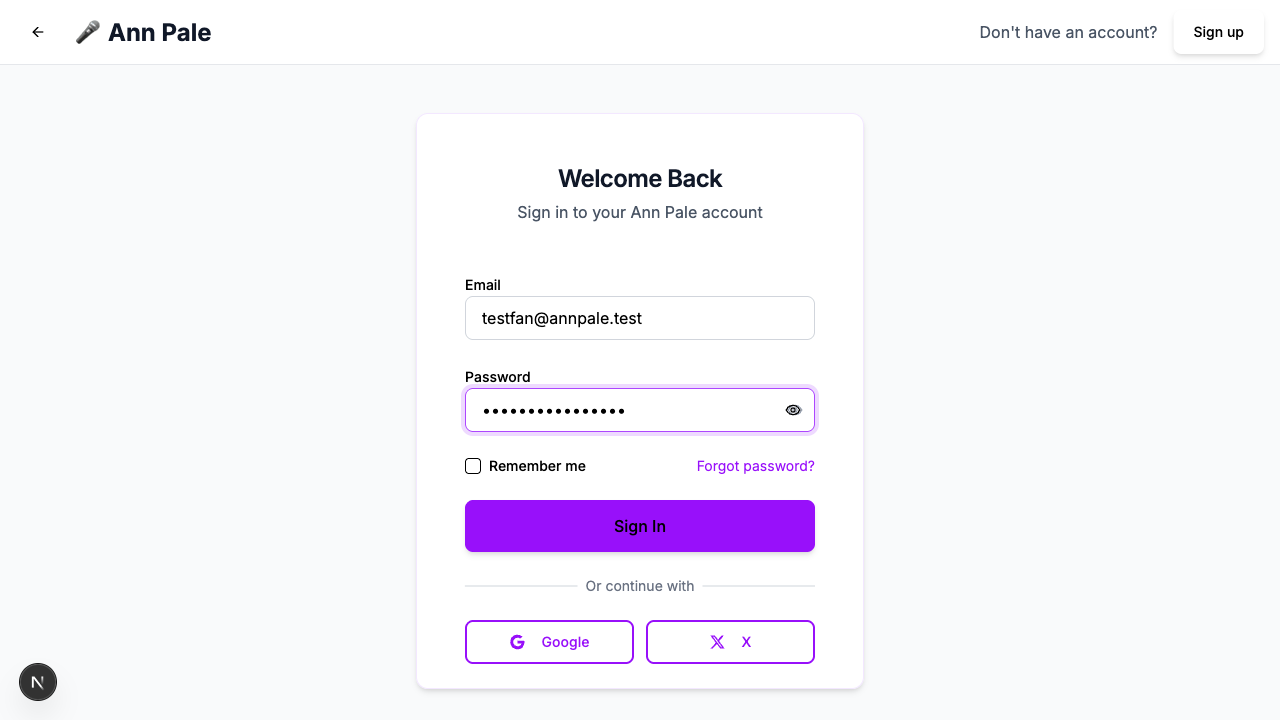 🎤 Ann Pale
Don't have an account?
Sign up
Welcome Back
Sign in to your Ann Pale account
Email
testfan@annpale.test
Password
••••••••••••••••
Remember me
Forgot password?
Sign In
Or continue with
Google
X
N